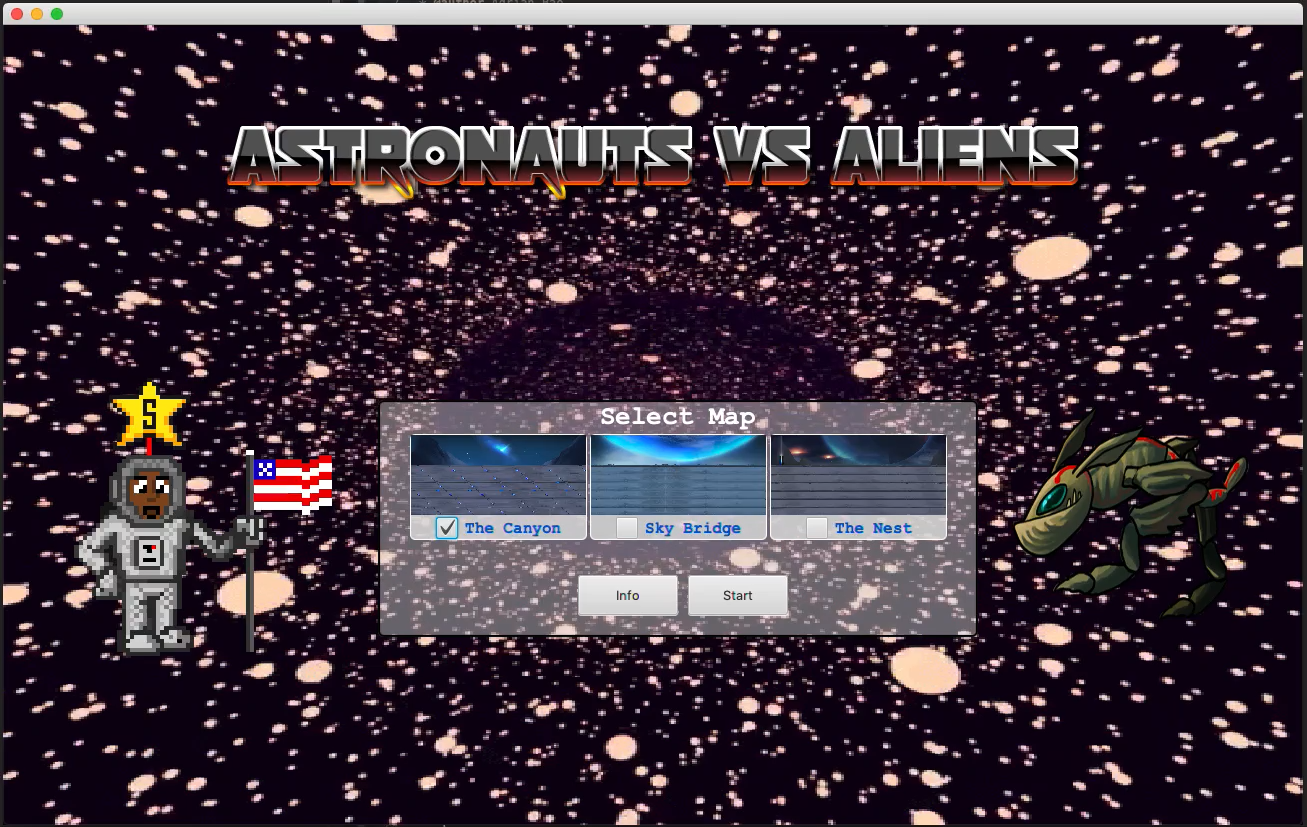 ASTRONAUTS VS ALIENS
S
Select Map
The Canyon
Sky Bridge
The Nest
Info
Start